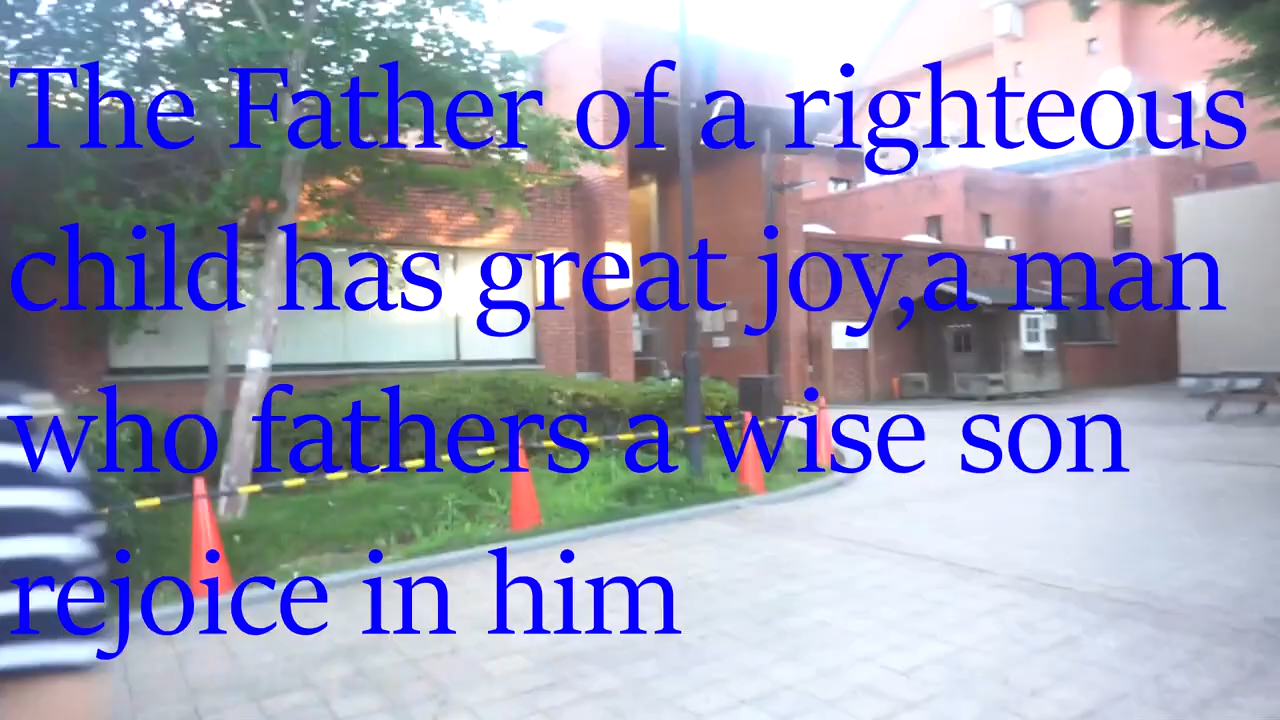 The Father of a righteous
child has great joy,a man
who fathers a wise son
rejoice in him